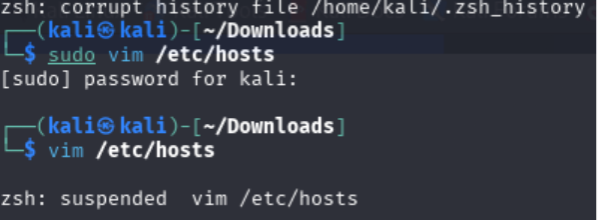 zsh: corrupt history file /home/kali/.zsh_history
┌──(kali㉿kali)-[~/Downloads]
└─$ sudo vim /etc/hosts
[sudo] password for kali:
┌──(kali㉿kali)-[~/Downloads]
└─$ vim /etc/hosts
zsh: suspended  vim /etc/hosts